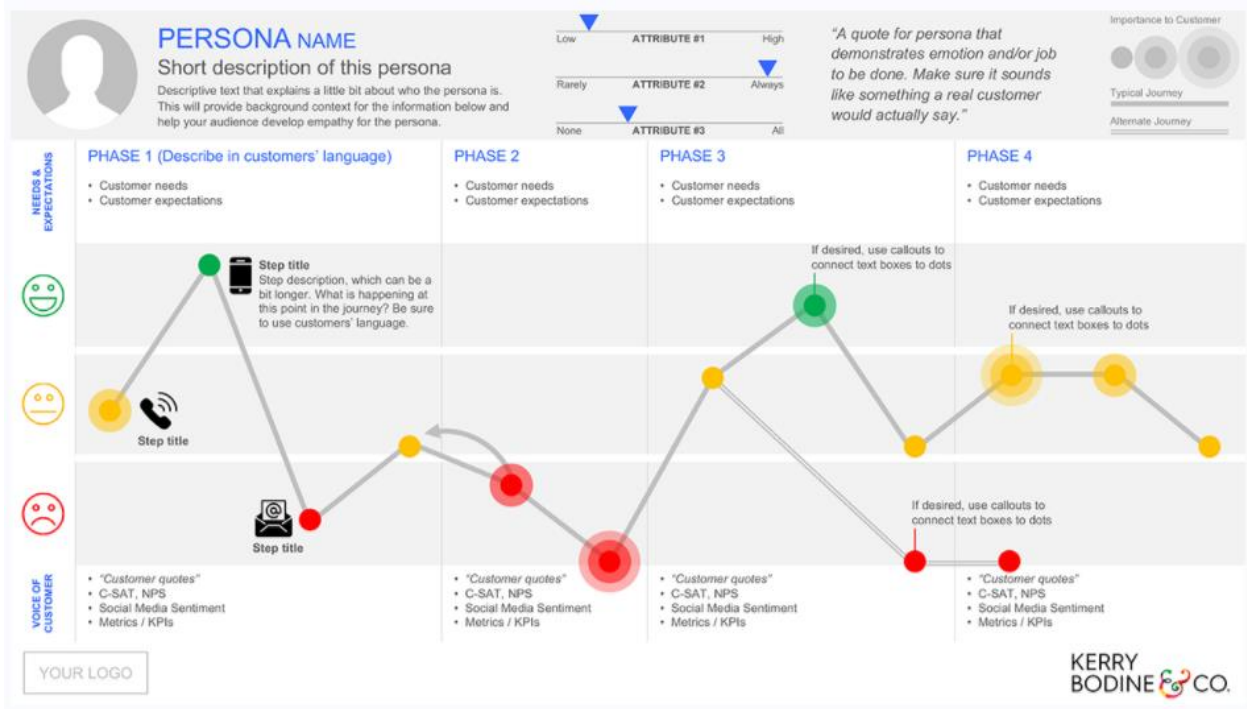 PERSONA NAME
Short description of this persona
Descriptive text that explains a little bit about who the persona is.
This will provide background context for the information below and
help your audience develop empathy for the persona.
Low ATTRIBUTE #1 High
Rarely ATTRIBUTE #2 Always
None ATTRIBUTE #3 All
"A quote for persona that
demonstrates emotion and/or job
to be done. Make sure it sounds
like something a real customer
would actually say."
Importance to Customer
Typical Journey
Alternate Journey
NEEDS &
EXPECTATIONS
PHASE 1 (Describe in customers' language)
• Customer needs
• Customer expectations
PHASE 2
• Customer needs
• Customer expectations
PHASE 3
• Customer needs
• Customer expectations
PHASE 4
• Customer needs
• Customer expectations
Step title
Step description, which can be a
bit longer. What is happening at
this point in the journey? Be sure
to use customers' language.
If desired, use callouts to
connect text boxes to dots
If desired, use callouts to
connect text boxes to dots
Step title
@
Step title
If desired, use callouts to
connect text boxes to dots
VOICE OF
CUSTOMER
• "Customer quotes"
• C-SAT, NPS
• Social Media Sentiment
• Metrics / KPIs
• "Customer quotes"
• C-SAT, NPS
• Social Media Sentiment
• Metrics / KPIs
• "Customer quotes"
• C-SAT, NPS
• Social Media Sentiment
• Metrics / KPIs
• "Customer quotes"
• C-SAT, NPS
• Social Media Sentiment
• Metrics / KPIs
YOUR LOGO
KERRY
BODINE & CO.